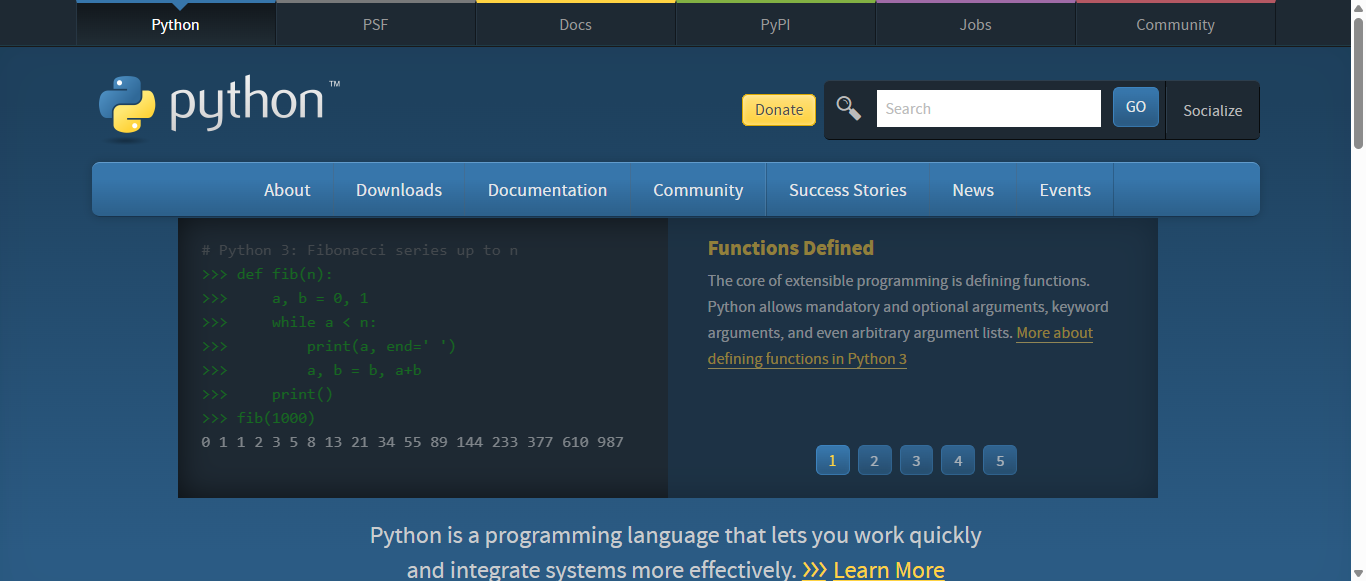 Python PSF Docs PyPI Jobs Community
python™
Donate Search GO Socialize
About Downloads Documentation Community Success Stories News Events
# Python 3: Fibonacci series up to n
>>> def fib(n):
>>>     a, b = 0, 1
>>>     while a < n:
>>>         print(a, end=' ')
>>>         a, b = b, a+b
>>>     print()
>>> fib(1000)
0 1 1 2 3 5 8 13 21 34 55 89 144 233 377 610 987
Functions Defined
The core of extensible programming is defining functions.
Python allows mandatory and optional arguments, keyword
arguments, and even arbitrary argument lists. More about
defining functions in Python 3
1 2 3 4 5
Python is a programming language that lets you work quickly
and integrate systems more effectively. >>> Learn More